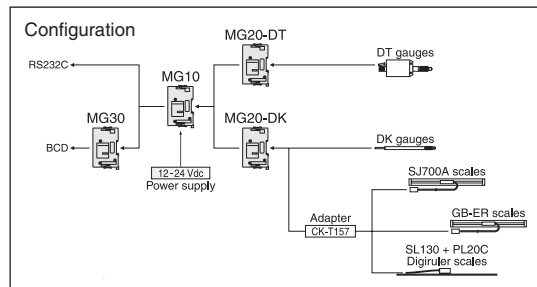 Configuration
MG20-DT
DT gauges
RS232C
MG10
MG30
MG20-DK
BCD
DK gauges
12-24 Vdc
Power supply
SJ700A scales
Adapter
CK-T157
GB-ER scales
SL130 + PL20C
Digiruler scales